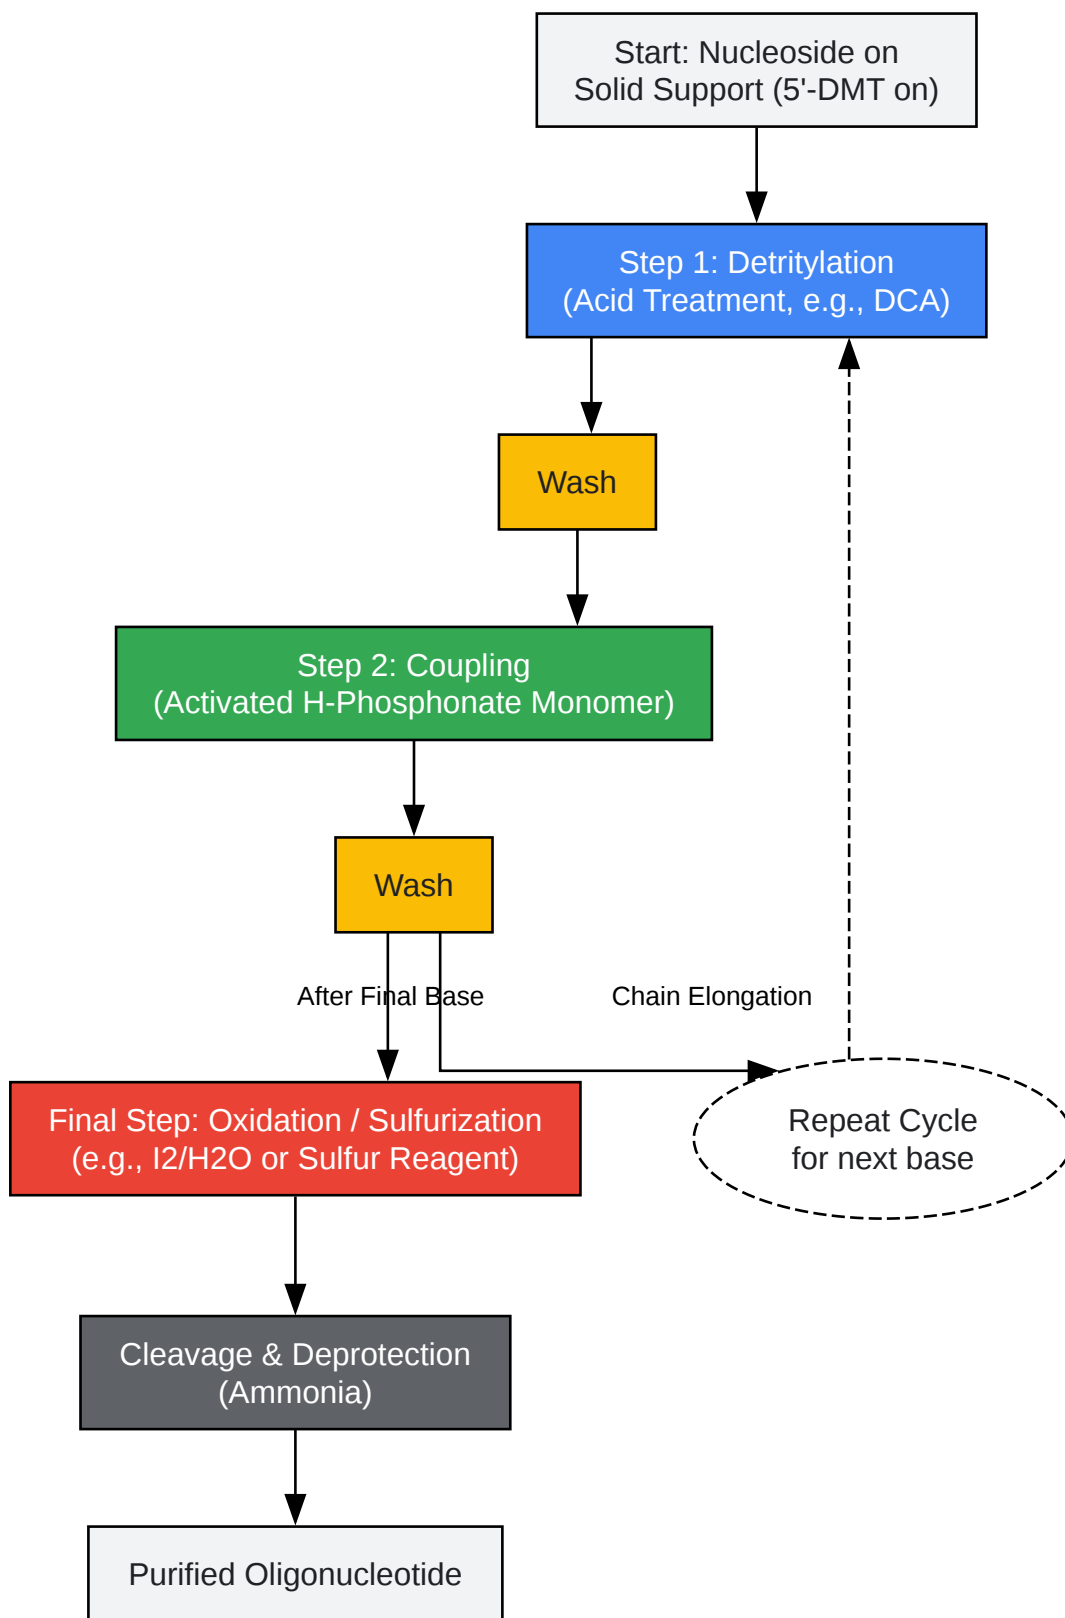 Start: Nucleoside on
Solid Support (5'-DMT on)
Step 1: Detritylation
(Acid Treatment, e.g., DCA)
Wash
Step 2: Coupling
(Activated H-Phosphonate Monomer)
Wash
After Final Base
Chain Elongation
Final Step: Oxidation / Sulfurization
(e.g., I2/H2O or Sulfur Reagent)
Repeat Cycle
for next base
Cleavage & Deprotection
(Ammonia)
Purified Oligonucleotide